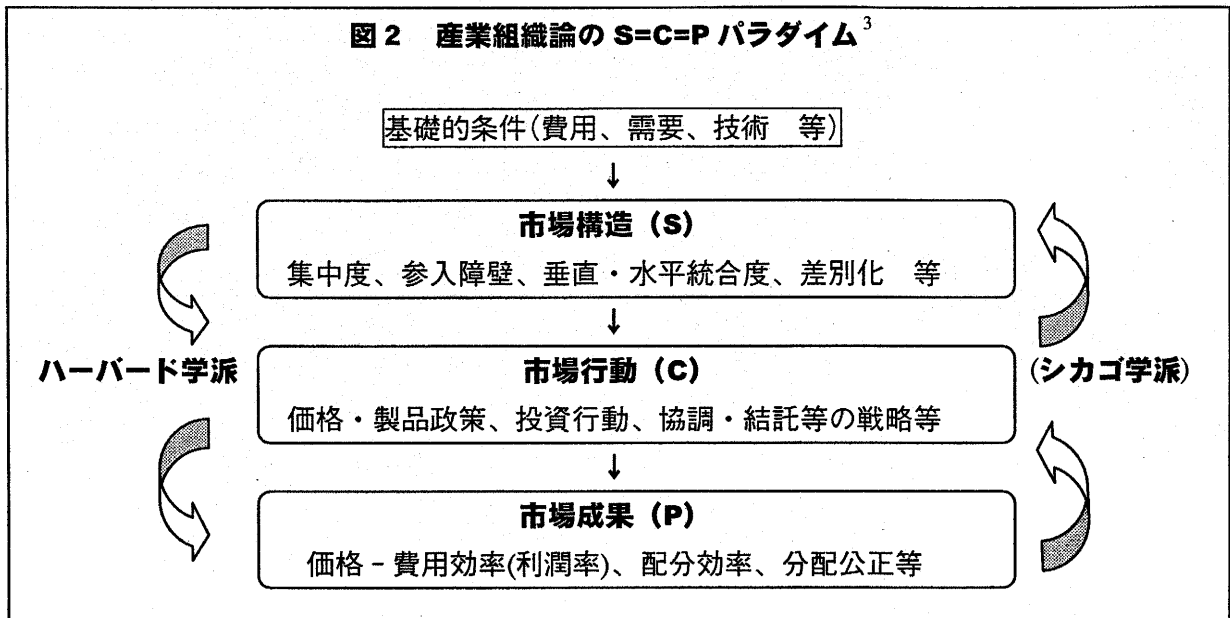 図2　産業組織論の S=C=P パラダイム³
基礎的条件(費用、需要、技術　等)
↓
市場構造（S）
集中度、参入障壁、垂直・水平統合度、差別化　等
↓
ハーバード学派
市場行動（C）
(シカゴ学派)
価格・製品政策、投資行動、協調・結託等の戦略等
↓
市場成果（P）
価格－費用効率(利潤率)、配分効率、分配公正等